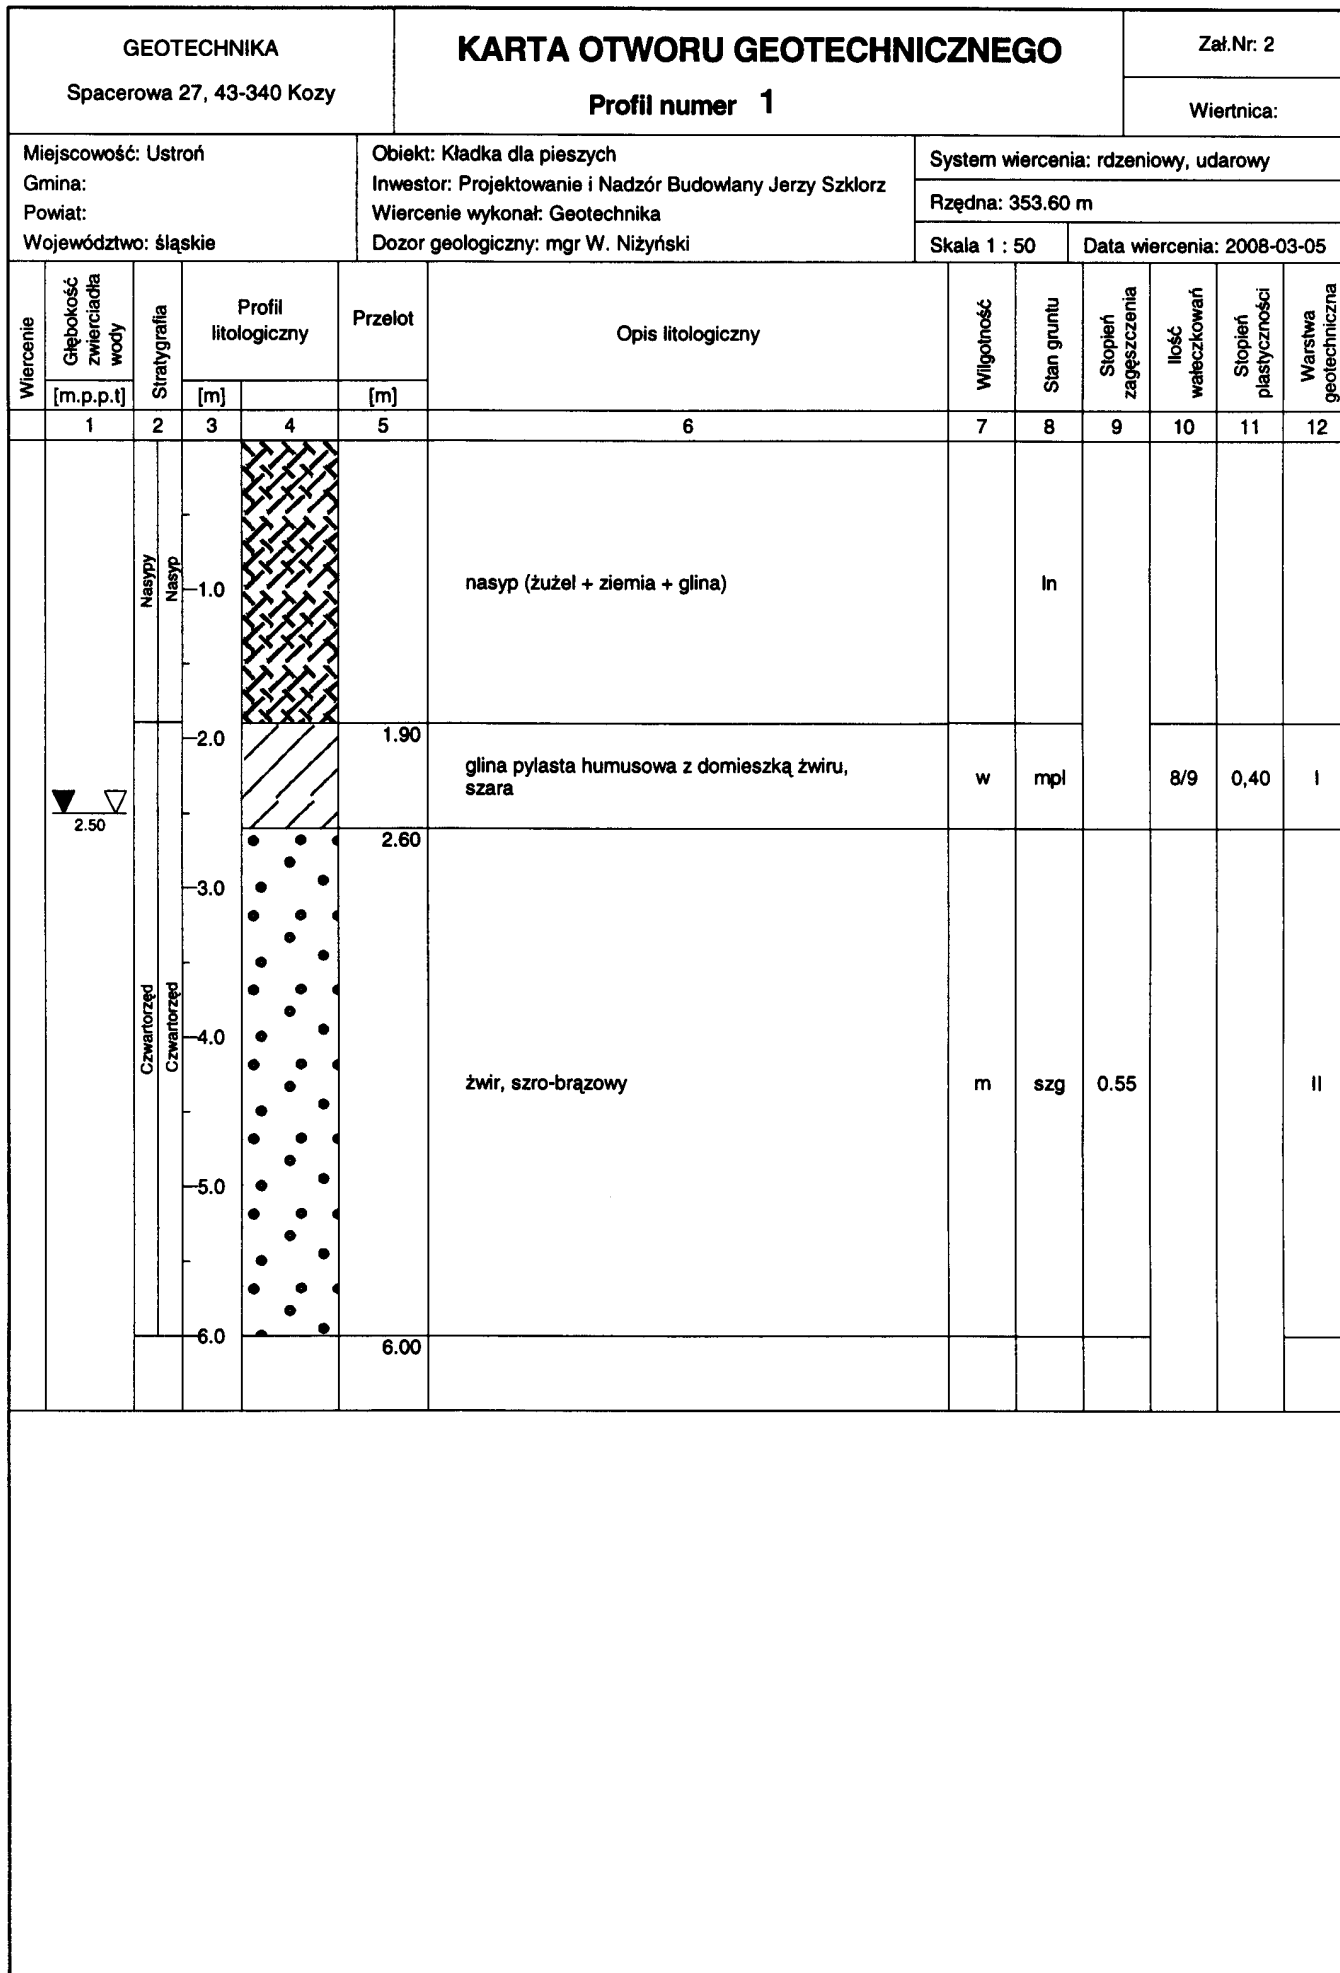 GEOTECHNIKA
Spacerowa 27, 43-340 Kozy
KARTA OTWORU GEOTECHNICZNEGO
Profil numer 1
Zał.Nr: 2
Wiertnica:
Miejscowość: Ustroń
Gmina:
Powiat:
Województwo: śląskie
Obiekt: Kładka dla pieszych
Inwestor: Projektowanie i Nadzór Budowlany Jerzy Szklorz
Wiercenie wykonał: Geotechnika
Dozor geologiczny: mgr W. Niżyński
System wiercenia: rdzeniowy, udarowy
Rzędna: 353.60 m
Skala 1 : 50
Data wiercenia: 2008-03-05
Wiercenie
Głębokość
zwierciadła
wody
[m.p.p.t]
Stratygrafia
Profil
litologiczny
[m]
Przelot
[m]
Opis litologiczny
Wilgotność
Stan gruntu
Stopień
zagęszczenia
Ilość
wałeczkowań
Stopień
plastyczności
Warstwa
geotechniczna
1 2 3 4 5 6 7 8 9 10 11 12
Nasypy
Nasyp
1.0
nasyp (żużel + ziemia + glina)
ln
2.0
1.90
glina pylasta humusowa z domieszką żwiru,
szara
w
mpl
8/9
0,40
I
2.50
2.60
3.0
Czwartorzęd
Czwartorzęd
4.0
żwir, szro-brązowy
m
szg
0.55
II
5.0
6.0
6.00